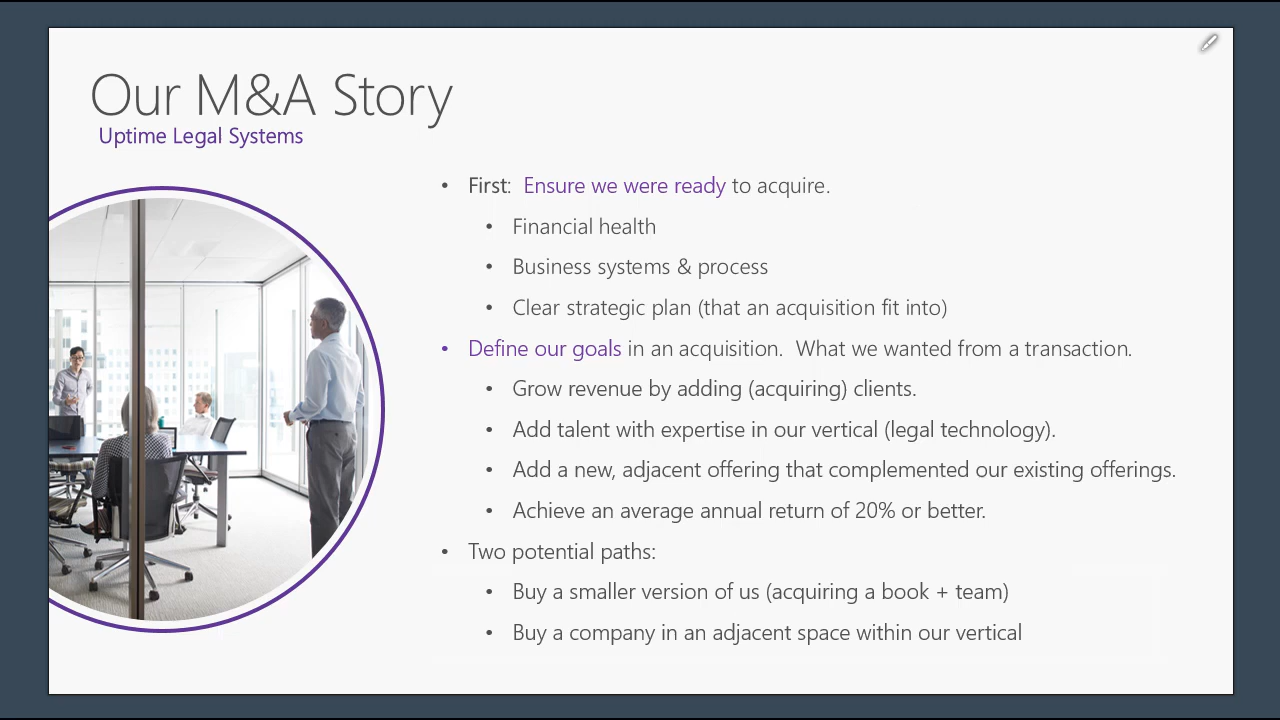 Our M&A Story
Uptime Legal Systems
• First:  Ensure we were ready to acquire.
• Financial health
• Business systems & process
• Clear strategic plan (that an acquisition fit into)
• Define our goals in an acquisition.  What we wanted from a transaction.
• Grow revenue by adding (acquiring) clients.
• Add talent with expertise in our vertical (legal technology).
• Add a new, adjacent offering that complemented our existing offerings.
• Achieve an average annual return of 20% or better.
• Two potential paths:
• Buy a smaller version of us (acquiring a book + team)
• Buy a company in an adjacent space within our vertical